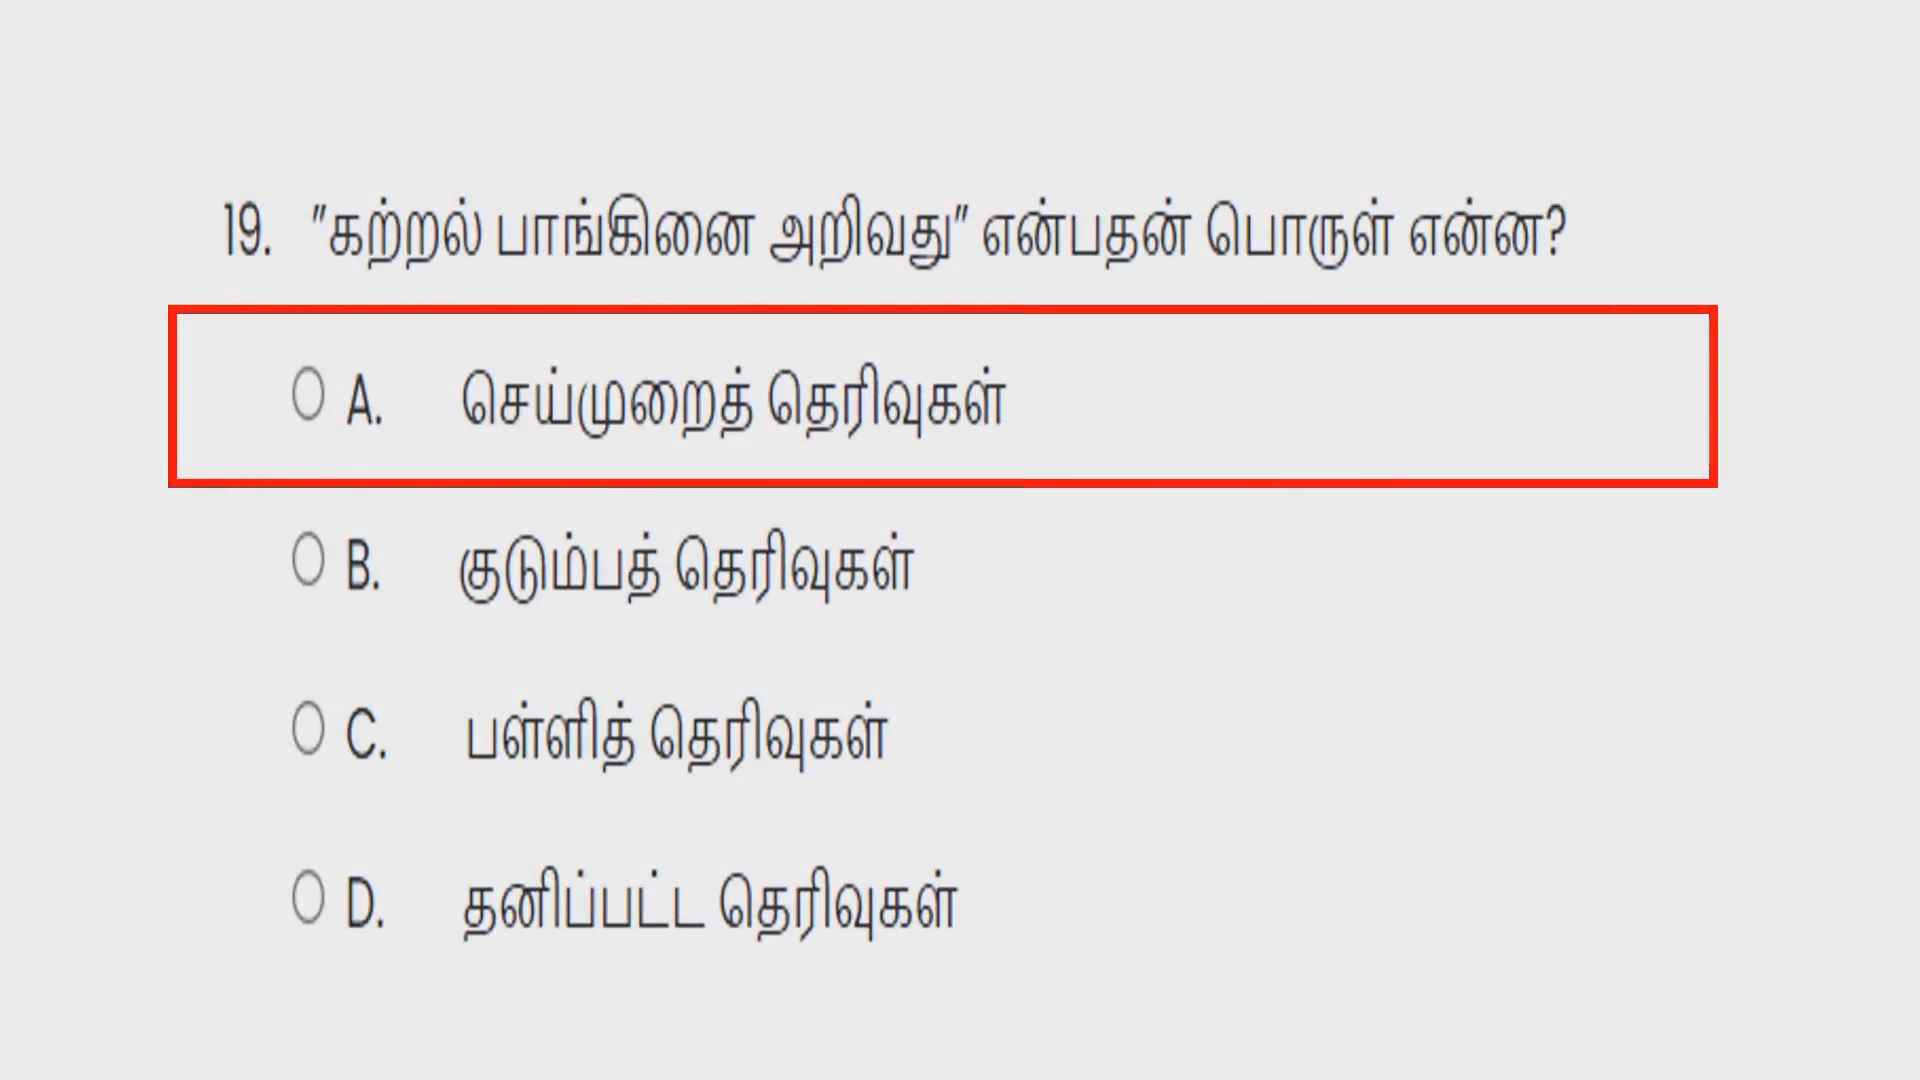 19. "கற்றல் பாங்கினை அறிவது" என்பதன் பொருள் என்ன?
A. செய்முறைத் தெரிவுகள்
B. குடும்பத் தெரிவுகள்
C. பள்ளித் தெரிவுகள்
D. தனிப்பட்ட தெரிவுகள்